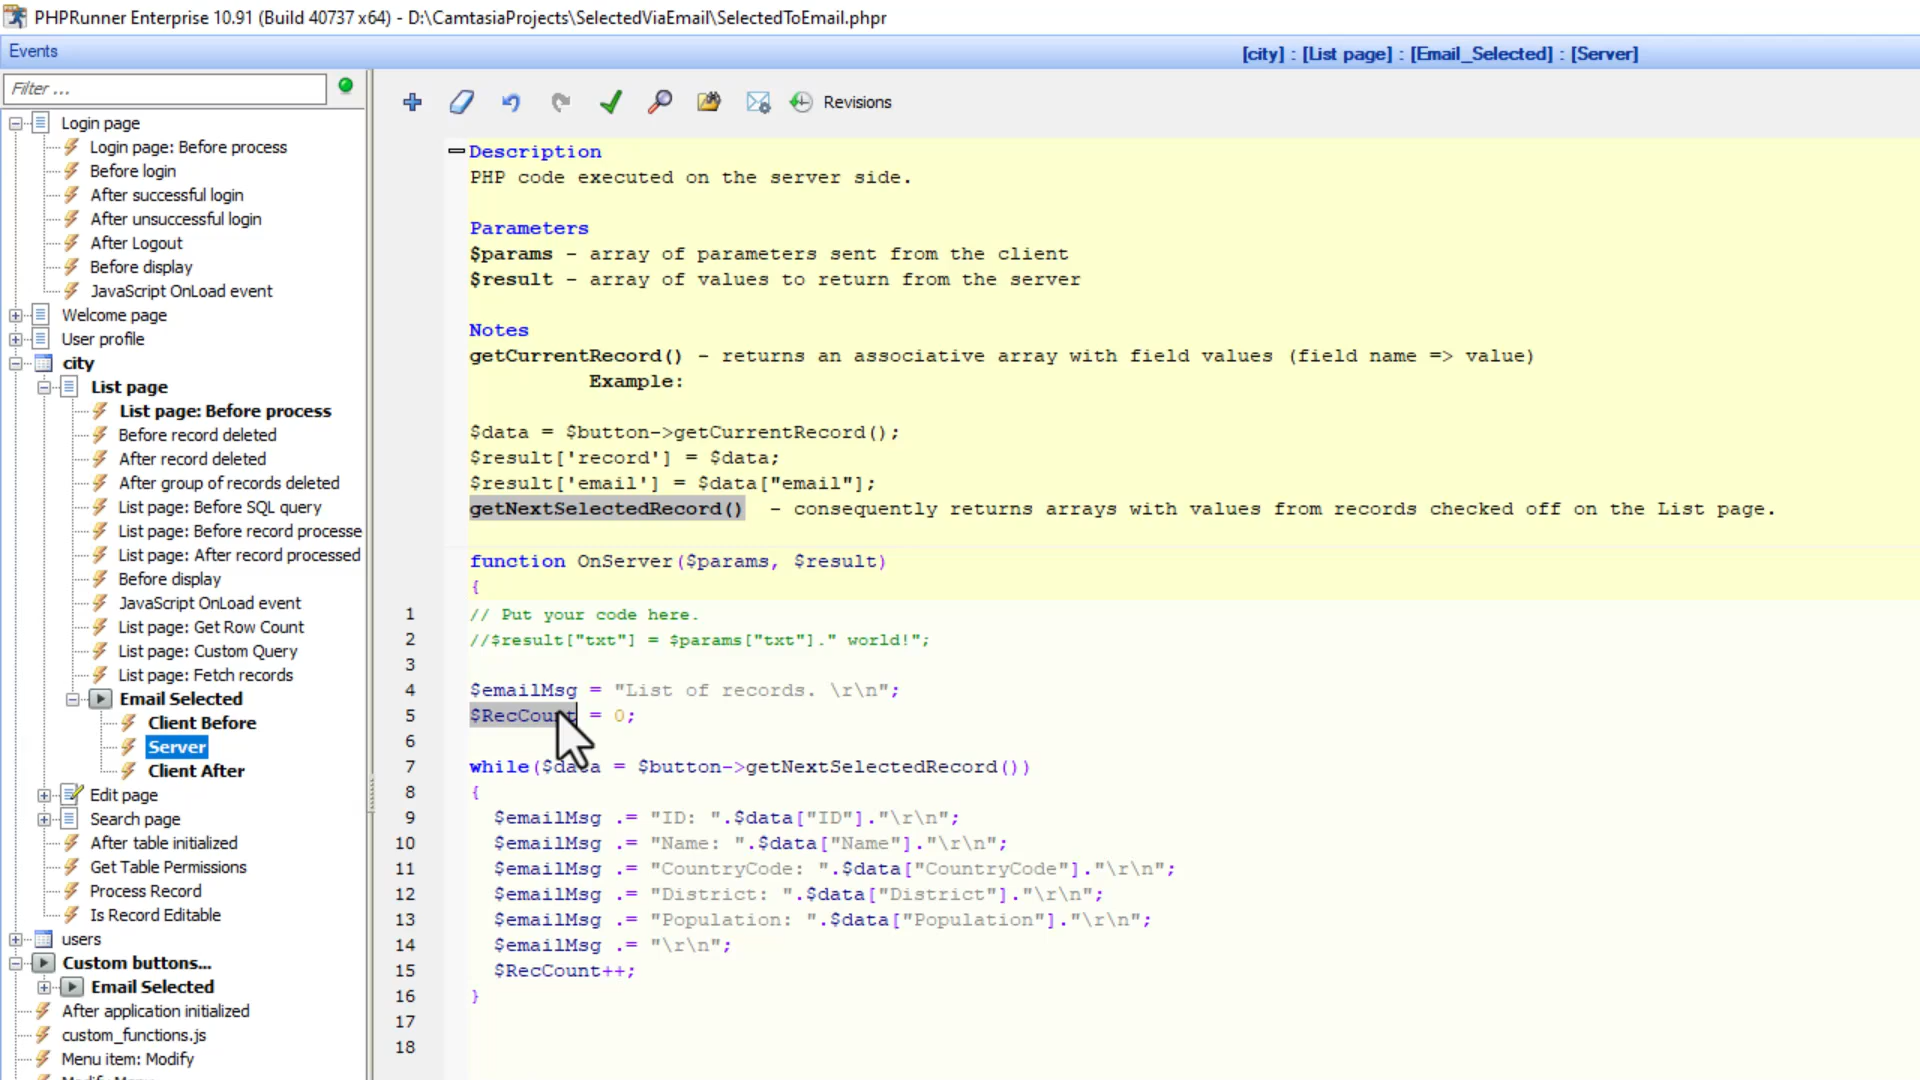 PHPRunner Enterprise 10.91 (Build 40737 x64) - D:\CamtasiaProjects\SelectedViaEmail\SelectedToEmail.phpr
Events
[city] : [List page] : [Email_Selected] : [Server]
Filter ...
Revisions
Login page
Login page: Before process
Before login
After successful login
After unsuccessful login
After Logout
Before display
JavaScript OnLoad event
Welcome page
User profile
city
List page
List page: Before process
Before record deleted
After record deleted
After group of records deleted
List page: Before SQL query
List page: Before record processe
List page: After record processed
Before display
JavaScript OnLoad event
List page: Get Row Count
List page: Custom Query
List page: Fetch records
Email Selected
Client Before
Server
Client After
Edit page
Search page
After table initialized
Get Table Permissions
Process Record
Is Record Editable
users
Custom buttons...
Email Selected
After application initialized
custom_functions.js
Menu item: Modify
Description
PHP code executed on the server side.
Parameters
$params - array of parameters sent from the client
$result - array of values to return from the server
Notes
getCurrentRecord() - returns an associative array with field values (field name => value)
Example:
$data = $button->getCurrentRecord();
$result['record'] = $data;
$result['email'] = $data["email"];
getNextSelectedRecord() - consequently returns arrays with values from records checked off on the List page.
function OnServer($params, $result)
{
1 // Put your code here.
2 //$result["txt"] = $params["txt"]." world!";
3
4 $emailMsg = "List of records. \r\n";
5 $RecCount = 0;
6
7 while($data = $button->getNextSelectedRecord())
8 {
9 $emailMsg .= "ID: ".$data["ID"]."\r\n";
10 $emailMsg .= "Name: ".$data["Name"]."\r\n";
11 $emailMsg .= "CountryCode: ".$data["CountryCode"]."\r\n";
12 $emailMsg .= "District: ".$data["District"]."\r\n";
13 $emailMsg .= "Population: ".$data["Population"]."\r\n";
14 $emailMsg .= "\r\n";
15 $RecCount++;
16 }
17
18